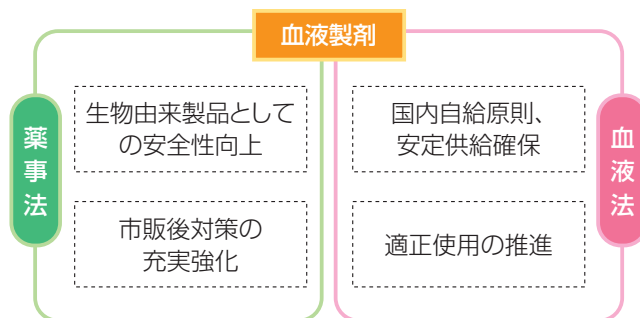 血液製剤
薬事法
生物由来製品として
の安全性向上
市販後対策の
充実強化
国内自給原則、
安定供給確保
適正使用の推進
血液法